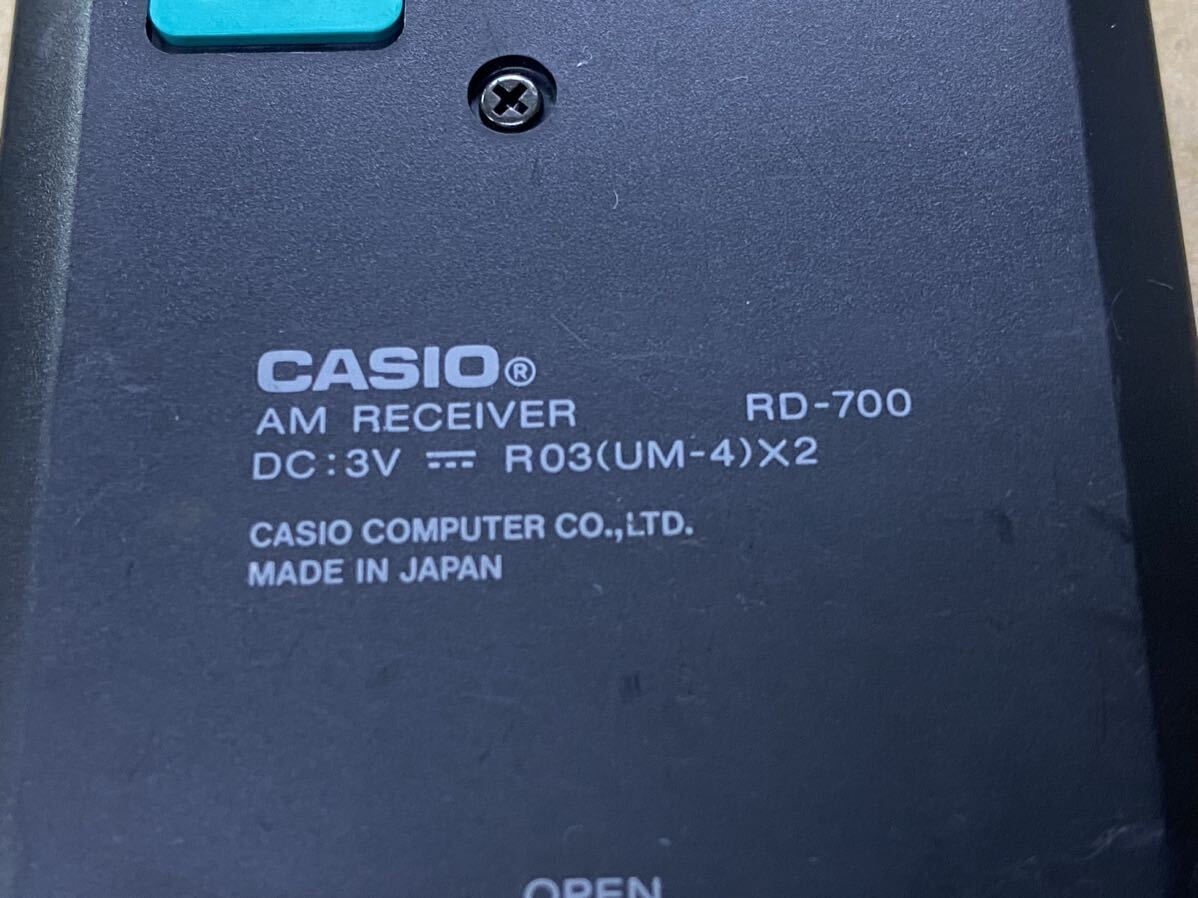 CASIO®
AM RECEIVER RD-700
DC:3V ⎓ R03(UM-4)X2
CASIO COMPUTER CO.,LTD.
MADE IN JAPAN
OPEN